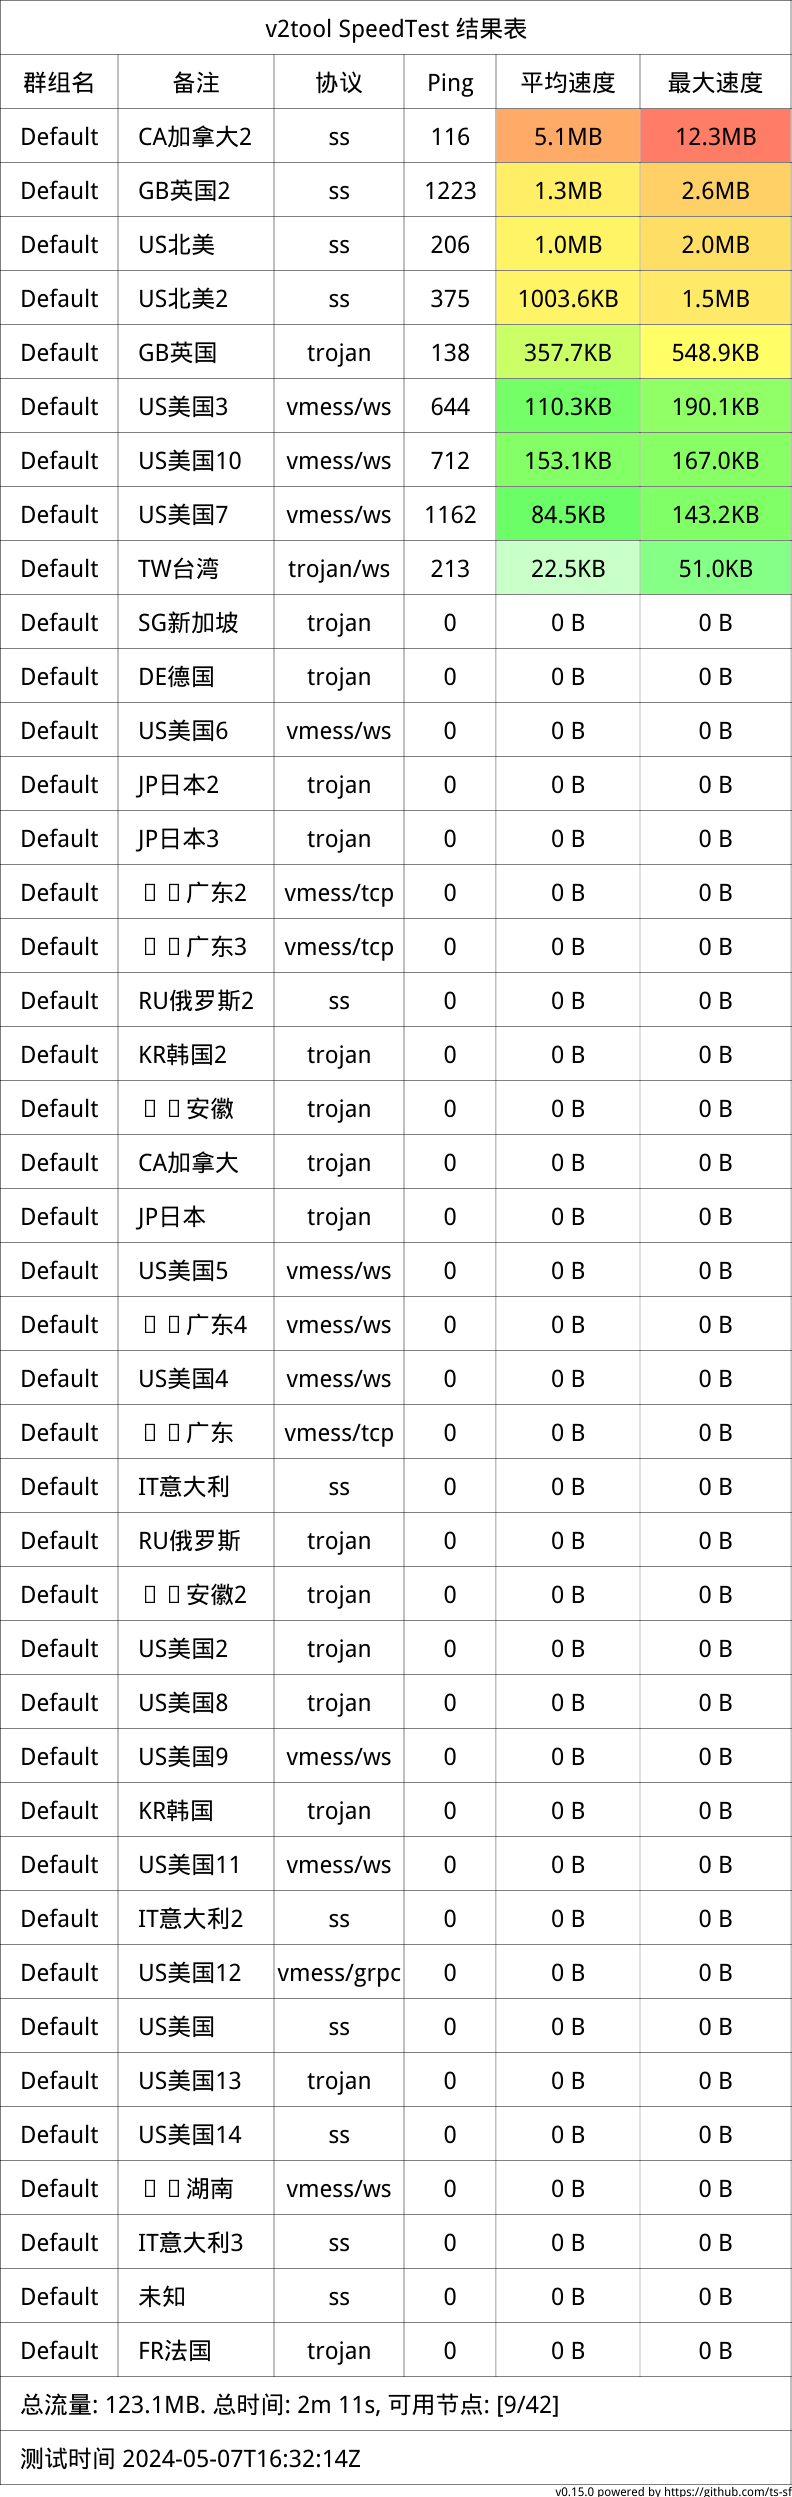 v2tool SpeedTest 结果表
群组名 备注 协议 Ping 平均速度 最大速度
Default CA加拿大2 ss 116 5.1MB 12.3MB
Default GB英国2 ss 1223 1.3MB 2.6MB
Default US北美 ss 206 1.0MB 2.0MB
Default US北美2 ss 375 1003.6KB 1.5MB
Default GB英国 trojan 138 357.7KB 548.9KB
Default US美国3 vmess/ws 644 110.3KB 190.1KB
Default US美国10 vmess/ws 712 153.1KB 167.0KB
Default US美国7 vmess/ws 1162 84.5KB 143.2KB
Default TW台湾 trojan/ws 213 22.5KB 51.0KB
Default SG新加坡 trojan 0 0 B 0 B
Default DE德国 trojan 0 0 B 0 B
Default US美国6 vmess/ws 0 0 B 0 B
Default JP日本2 trojan 0 0 B 0 B
Default JP日本3 trojan 0 0 B 0 B
Default 广东2 vmess/tcp 0 0 B 0 B
Default 广东3 vmess/tcp 0 0 B 0 B
Default RU俄罗斯2 ss 0 0 B 0 B
Default KR韩国2 trojan 0 0 B 0 B
Default 安徽 trojan 0 0 B 0 B
Default CA加拿大 trojan 0 0 B 0 B
Default JP日本 trojan 0 0 B 0 B
Default US美国5 vmess/ws 0 0 B 0 B
Default 广东4 vmess/ws 0 0 B 0 B
Default US美国4 vmess/ws 0 0 B 0 B
Default 广东 vmess/tcp 0 0 B 0 B
Default IT意大利 ss 0 0 B 0 B
Default RU俄罗斯 trojan 0 0 B 0 B
Default 安徽2 trojan 0 0 B 0 B
Default US美国2 trojan 0 0 B 0 B
Default US美国8 trojan 0 0 B 0 B
Default US美国9 vmess/ws 0 0 B 0 B
Default KR韩国 trojan 0 0 B 0 B
Default US美国11 vmess/ws 0 0 B 0 B
Default IT意大利2 ss 0 0 B 0 B
Default US美国12 vmess/grpc 0 0 B 0 B
Default US美国 ss 0 0 B 0 B
Default US美国13 trojan 0 0 B 0 B
Default US美国14 ss 0 0 B 0 B
Default 湖南 vmess/ws 0 0 B 0 B
Default IT意大利3 ss 0 0 B 0 B
Default 未知 ss 0 0 B 0 B
Default FR法国 trojan 0 0 B 0 B
总流量: 123.1MB. 总时间: 2m 11s, 可用节点: [9/42]
测试时间 2024-05-07T16:32:14Z
v0.15.0 powered by https://github.com/ts-sf